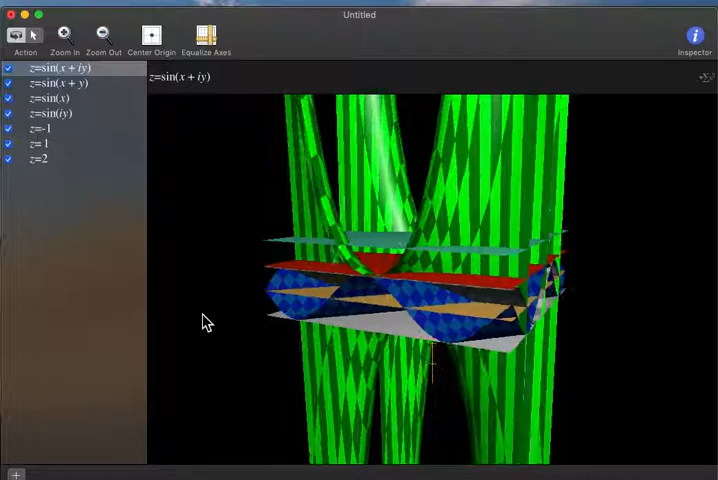 Untitled
Action Zoom In Zoom Out Center Origin Equalize Axes Inspector
z=sin(x + iy)
z=sin(x + iy)
z=sin(x + y)
z=sin(x)
z=sin(iy)
z=-1
z= 1
z=2